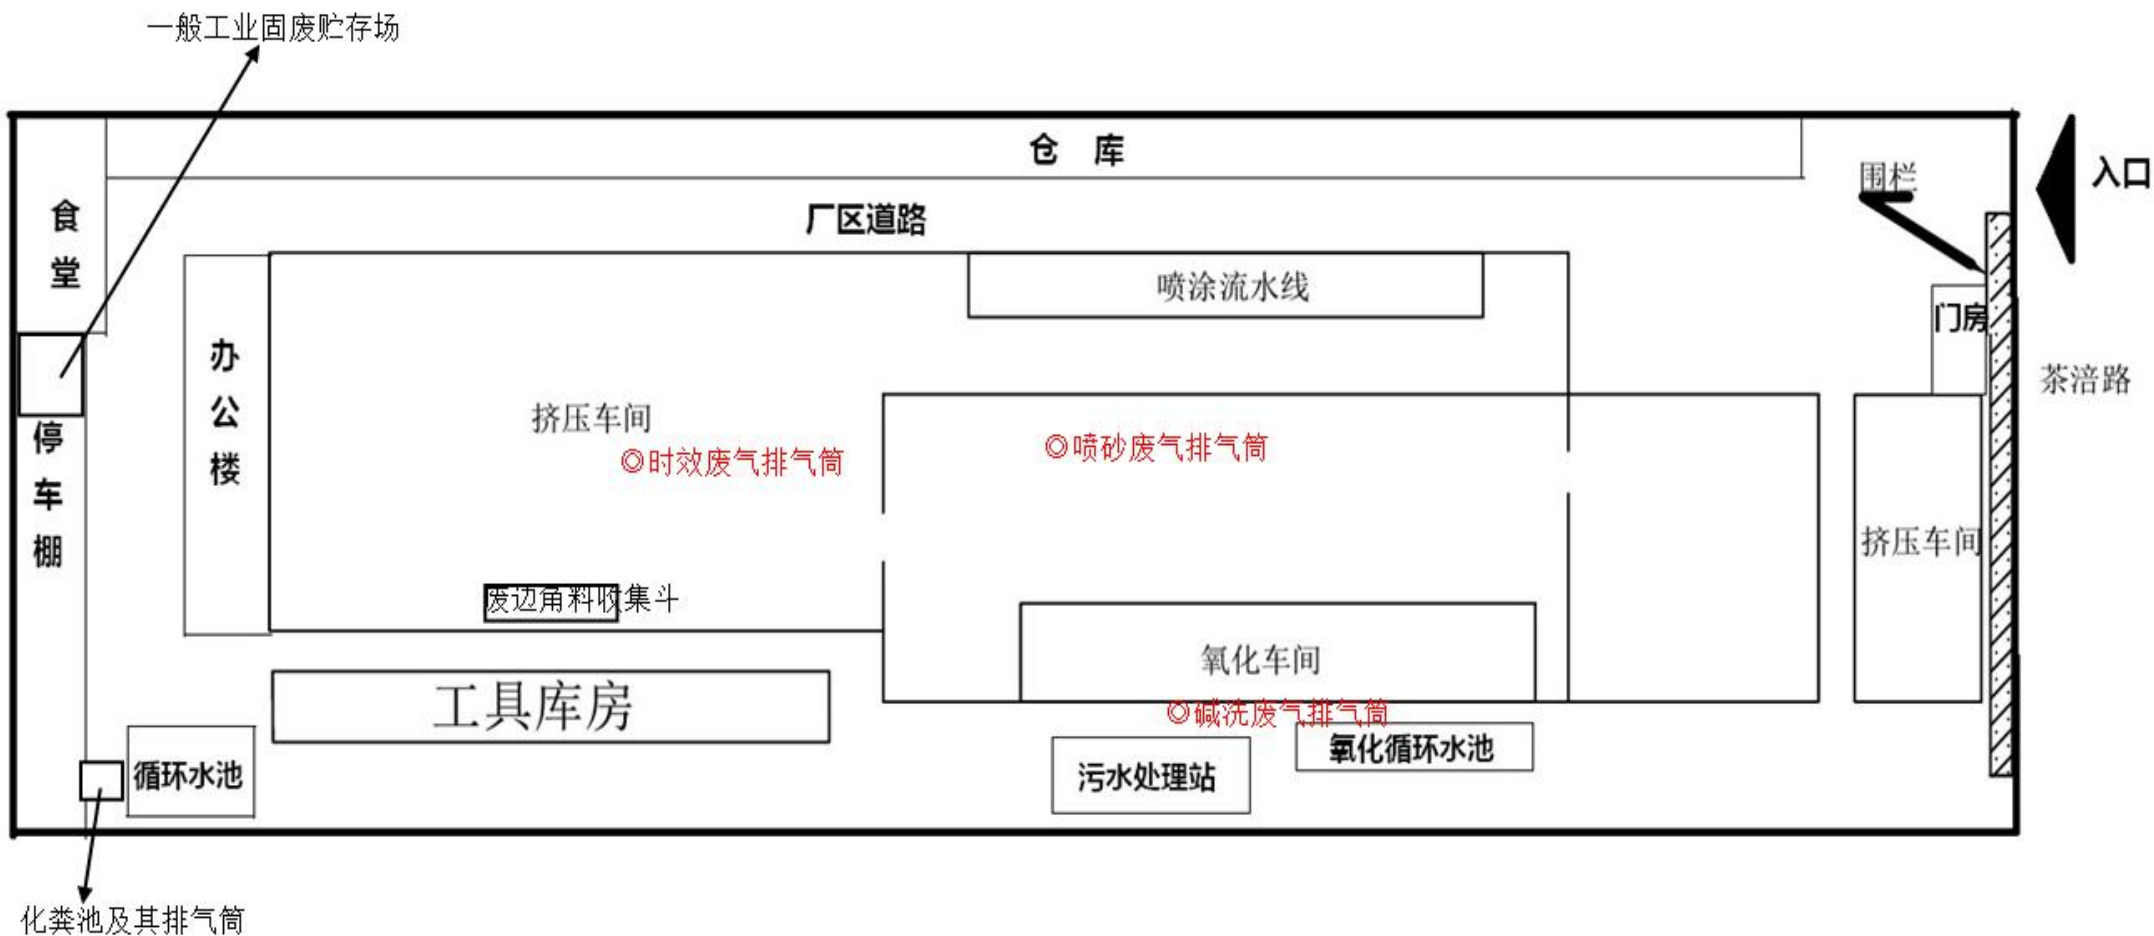 一般工业固废贮存场
仓 库
入口
围栏
食堂
厂区道路
喷涂流水线
门房
办公楼
茶涪路
挤压车间
◎时效废气排气筒
◎喷砂废气排气筒
停车棚
挤压车间
废边角料收集斗
氧化车间
工具库房
◎碱洗废气排气筒
氧化循环水池
循环水池
污水处理站
化粪池及其排气筒